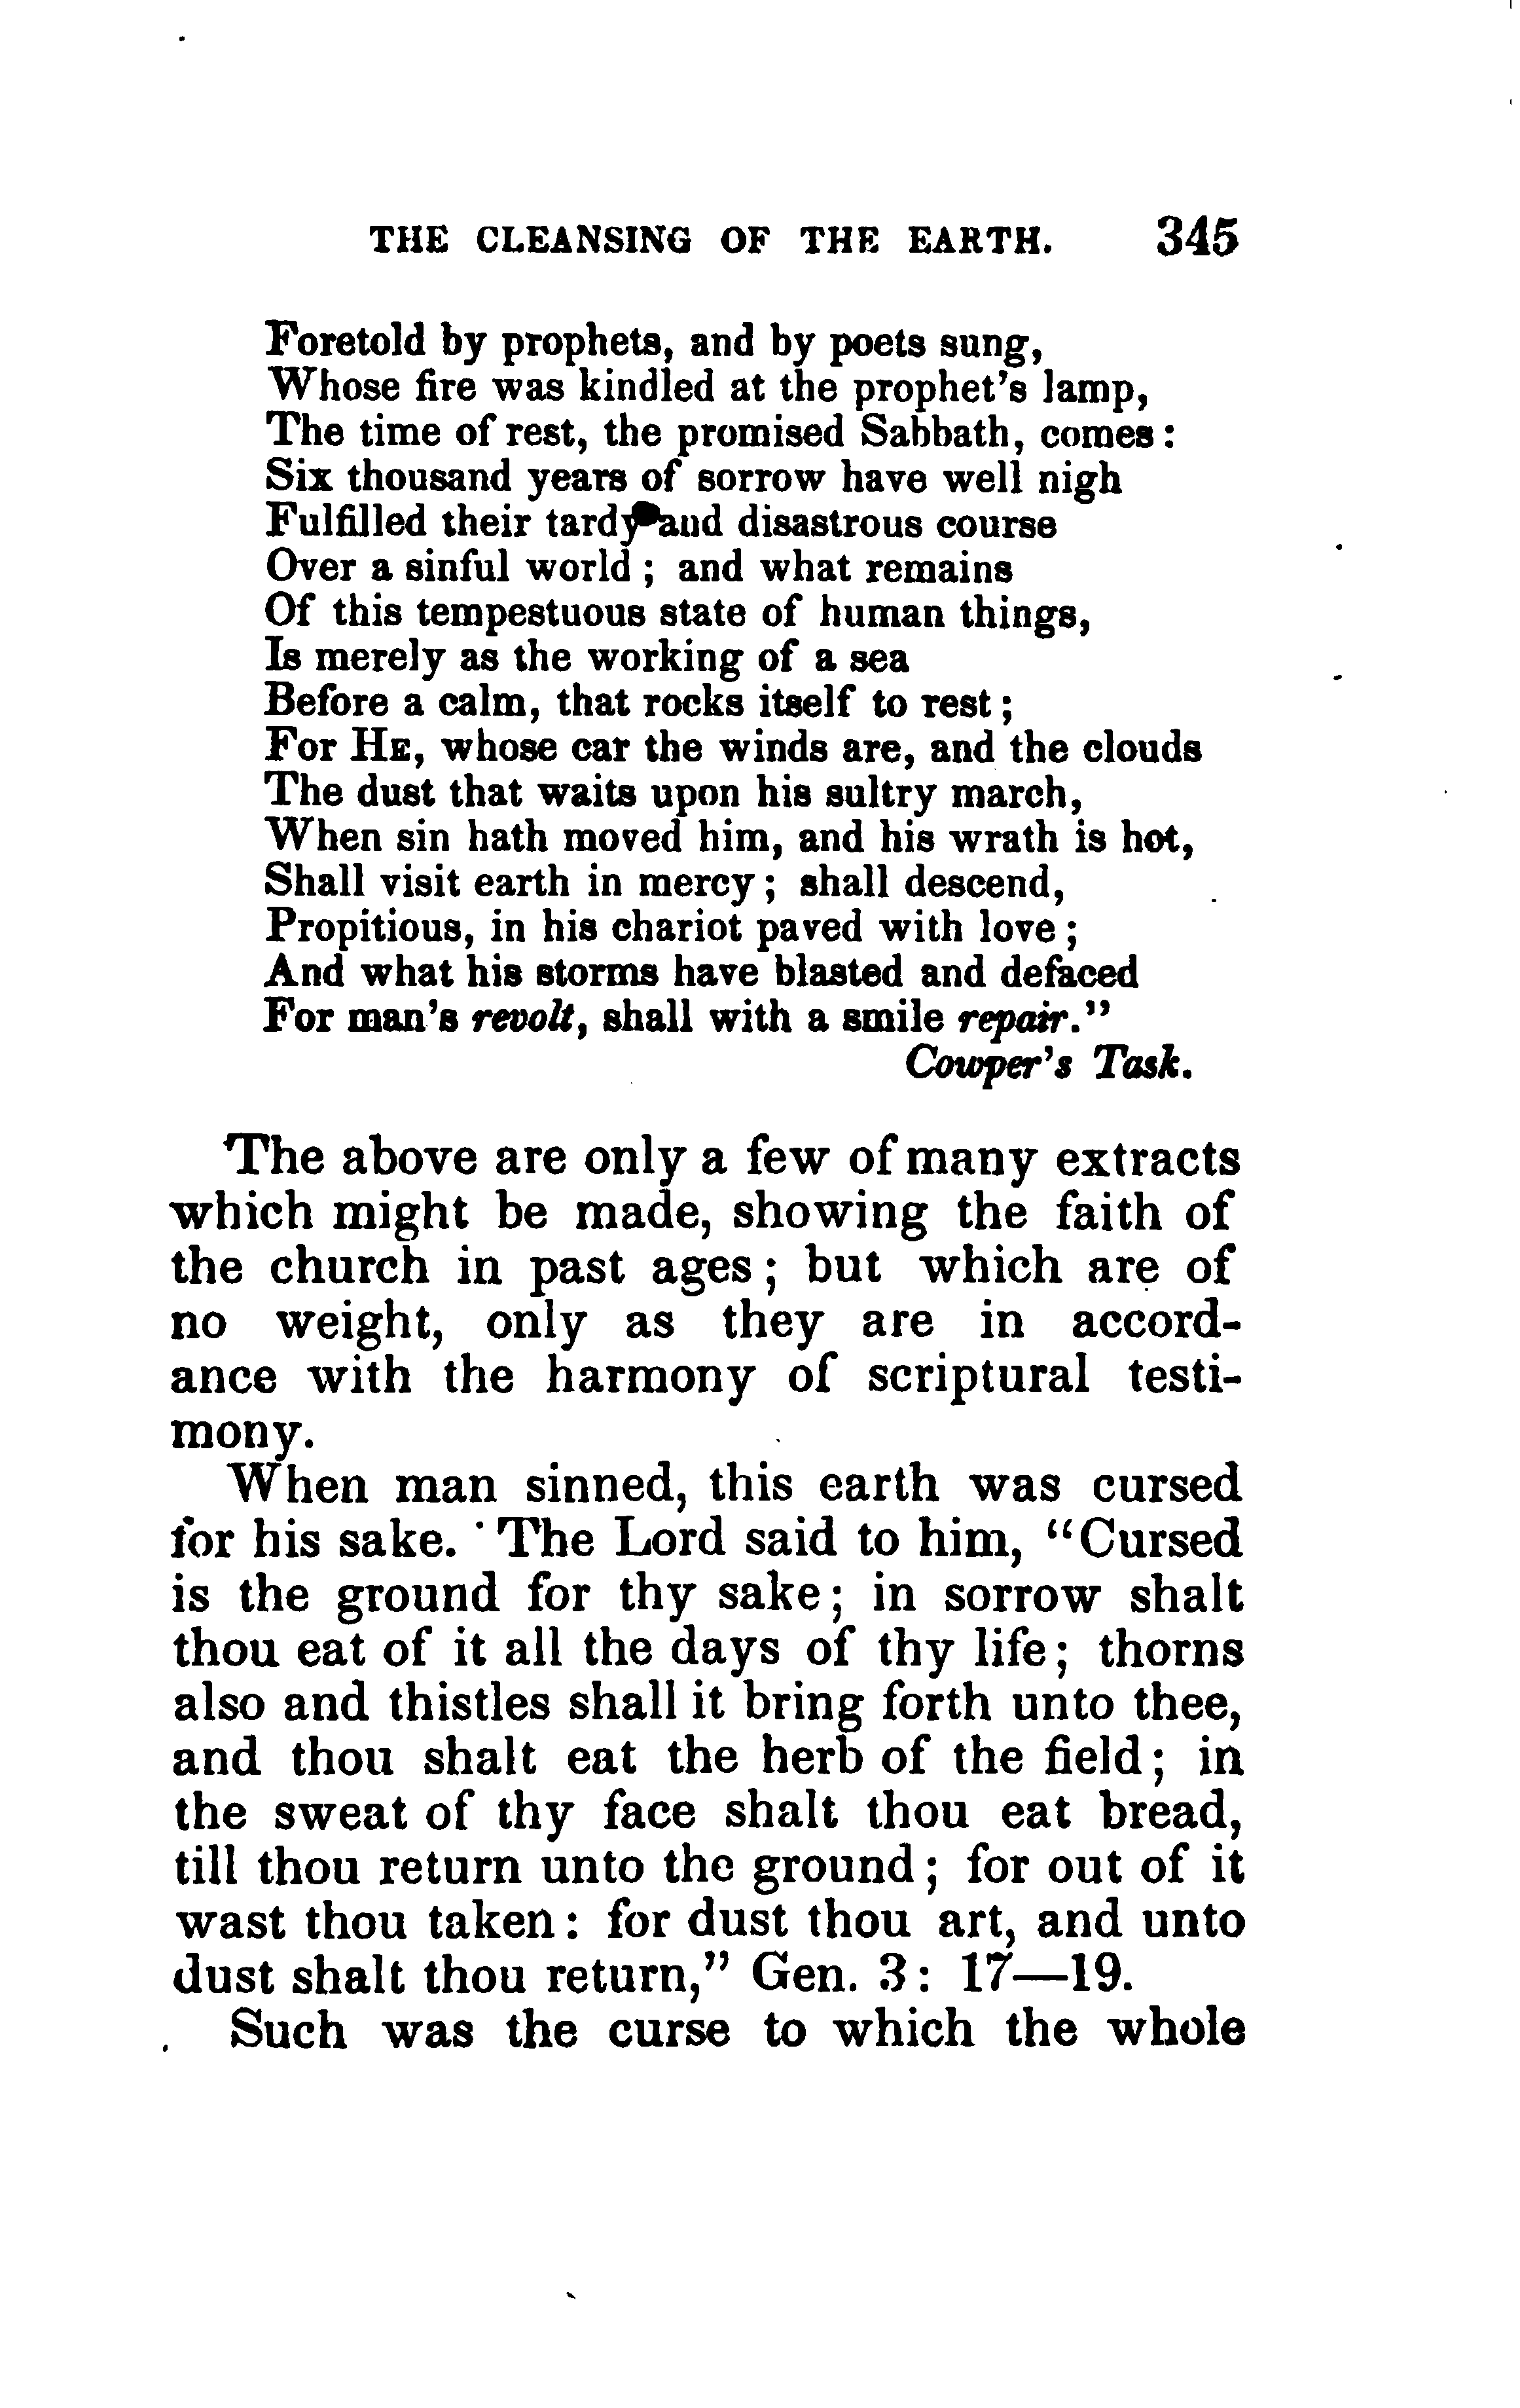 THE CLEANSING OF THE EARTH. 345
Foretold by prophets, and by poets sung,
Whose fire was kindled at the prophet's lamp,
The time of rest, the promised Sabbath, comes:
Six thousand years of sorrow have well nigh
Fulfilled their tardy and disastrous course
Over a sinful world; and what remains
Of this tempestuous state of human things,
Is merely as the working of a sea
Before a calm, that rocks itself to rest;
For HE, whose car the winds are, and the clouds
The dust that waits upon his sultry march,
When sin hath moved him, and his wrath is hot,
Shall visit earth in mercy; shall descend,
Propitious, in his chariot paved with love;
And what his storms have blasted and defaced
For man's revolt, shall with a smile repair."
Cowper's Task.
The above are only a few of many extracts
which might be made, showing the faith of
the church in past ages; but which are of
no weight, only as they are in accord-
ance with the harmony of scriptural testi-
mony.
When man sinned, this earth was cursed
for his sake. The Lord said to him, "Cursed
is the ground for thy sake; in sorrow shalt
thou eat of it all the days of thy life; thorns
also and thistles shall it bring forth unto thee,
and thou shalt eat the herb of the field; in
the sweat of thy face shalt thou eat bread,
till thou return unto the ground; for out of it
wast thou taken: for dust thou art, and unto
dust shalt thou return," Gen. 3: 17—19.
Such was the curse to which the whole